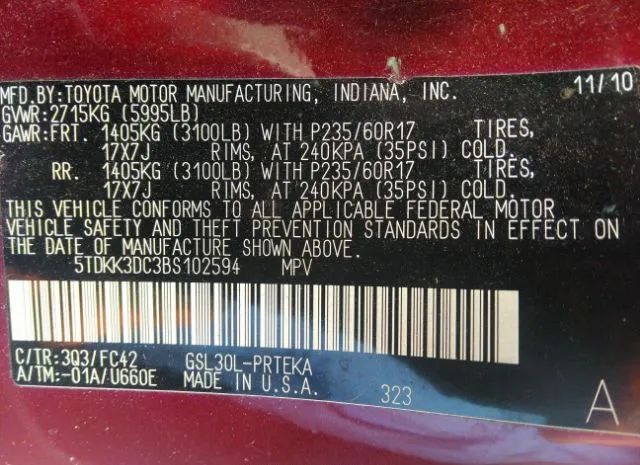 MFD.BY:TOYOTA MOTOR MANUFACTURING, INDIANA, INC. 11/10
GVWR:2715KG (5995LB)
GAWR:FRT. 1405KG (3100LB) WITH P235/60R17 TIRES,
17X7J RIMS, AT 240KPA (35PSI) COLD.
RR. 1405KG (3100LB) WITH P235/60R17 TIRES,
17X7J RIMS, AT 240KPA (35PSI) COLD.
THIS VEHICLE CONFORMS TO ALL APPLICABLE FEDERAL MOTOR
VEHICLE SAFETY AND THEFT PREVENTION STANDARDS IN EFFECT ON
THE DATE OF MANUFACTURE SHOWN ABOVE.
5TDKK3DC3BS102594 MPV
C/TR:3Q3/FC42 GSL30L-PRTEKA
A/TM:-01A/U660E MADE IN U.S.A. 323 A